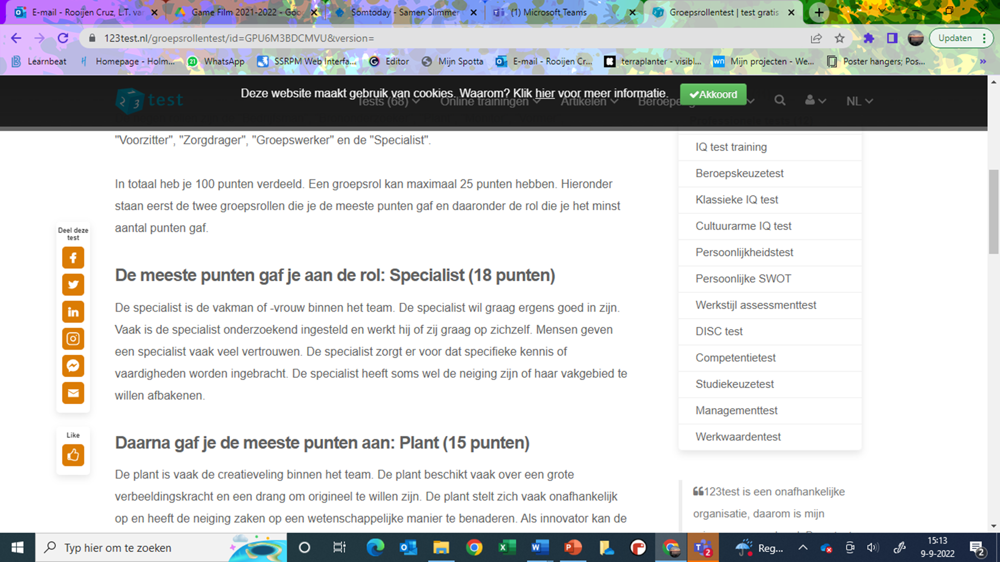 E-mail - Rooijen Cruz, L.T. var
Game Film 2021-2022 - Goo
Somtoday - Samen Slimmer
(1) Microsoft Teams
Groepsrollentest | test gratis
123test.nl/groepsrollentest/id=GPU6M3BDCMVU&version=
Updaten
Learnbeat
Homepage - Holm...
21
WhatsApp
SSRPM Web Interfa...
Editor
Mijn Spotta
E-mail - Rooijen Cr...
terraplanter - visibl...
wn
Mijn projecten - We...
Poster hangers; Pos...
»
123 test
Deze website maakt gebruik van cookies. Waarom? Klik hier voor meer informatie.
Akkoord
Tests (68)
Online trainingen
Artikelen
NL
"Voorzitter", "Zorgdrager", "Groepswerker" en de "Specialist".
In totaal heb je 100 punten verdeeld. Een groepsrol kan maximaal 25 punten hebben. Hieronder
staan eerst de twee groepsrollen die je de meeste punten gaf en daaronder de rol die je het minst
aantal punten gaf.
Deel deze
test
De meeste punten gaf je aan de rol: Specialist (18 punten)
De specialist is de vakman of -vrouw binnen het team. De specialist wil graag ergens goed in zijn.
Vaak is de specialist onderzoekend ingesteld en werkt hij of zij graag op zichzelf. Mensen geven
een specialist vaak veel vertrouwen. De specialist zorgt er voor dat specifieke kennis of
vaardigheden worden ingebracht. De specialist heeft soms wel de neiging zijn of haar vakgebied te
willen afbakenen.
Like
Daarna gaf je de meeste punten aan: Plant (15 punten)
De plant is vaak de creatieveling binnen het team. De plant beschikt vaak over een grote
verbeeldingskracht en een drang om origineel te willen zijn. De plant stelt zich vaak onafhankelijk
op en heeft de neiging zaken op een wetenschappelijke manier te benaderen. Als innovator kan de
Professionele tests (12)
IQ test training
Beroepskeuzetest
Klassieke IQ test
Cultuurarme IQ test
Persoonlijkheidstest
Persoonlijke SWOT
Werkstijl assessmenttest
DISC test
Competentietest
Studiekeuzetest
Managementtest
Werkwaardentest
❝123test is een onafhankelijke
organisatie, daarom is mijn
Typ hier om te zoeken
2
Reg...
15:13
9-9-2022
2